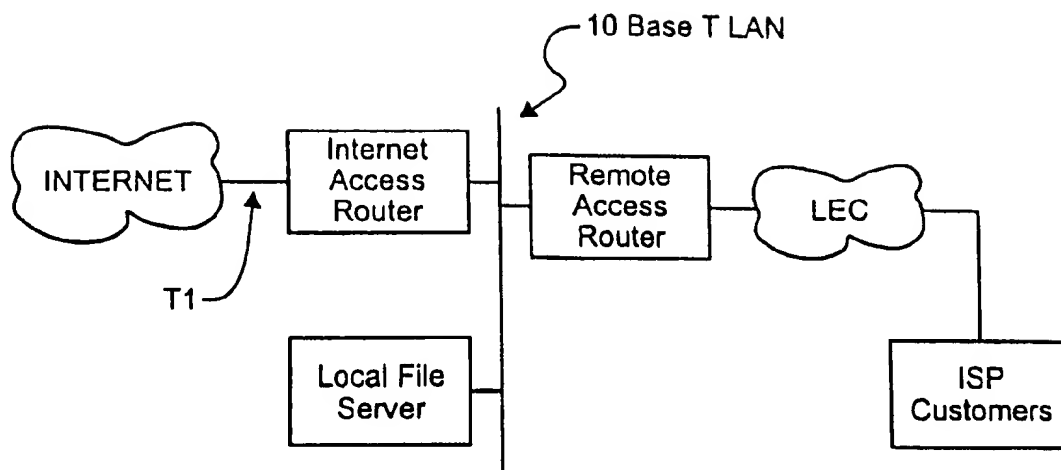 10 Base T LAN
INTERNET
Internet
Access
Router
Remote
Access
Router
LEC
T1
Local File
Server
ISP
Customers